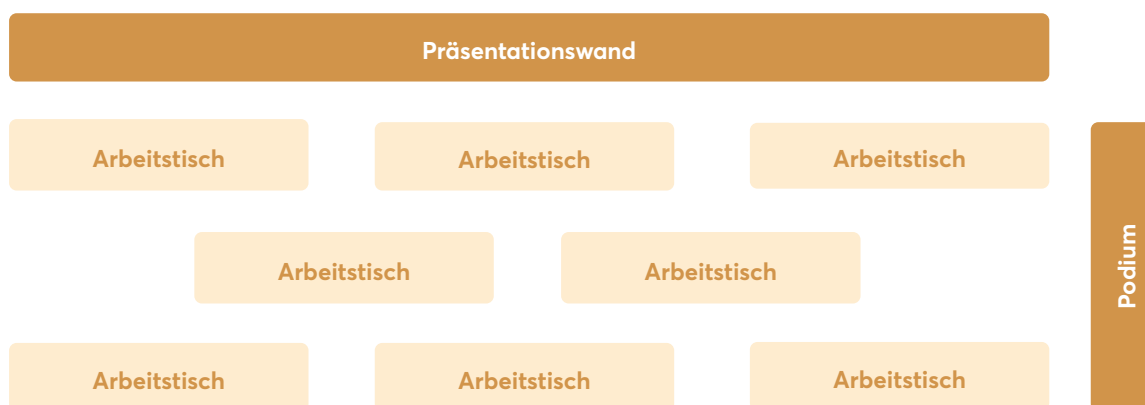 Präsentationswand
Arbeitstisch
Arbeitstisch
Arbeitstisch
Arbeitstisch
Arbeitstisch
Arbeitstisch
Arbeitstisch
Arbeitstisch
Podium